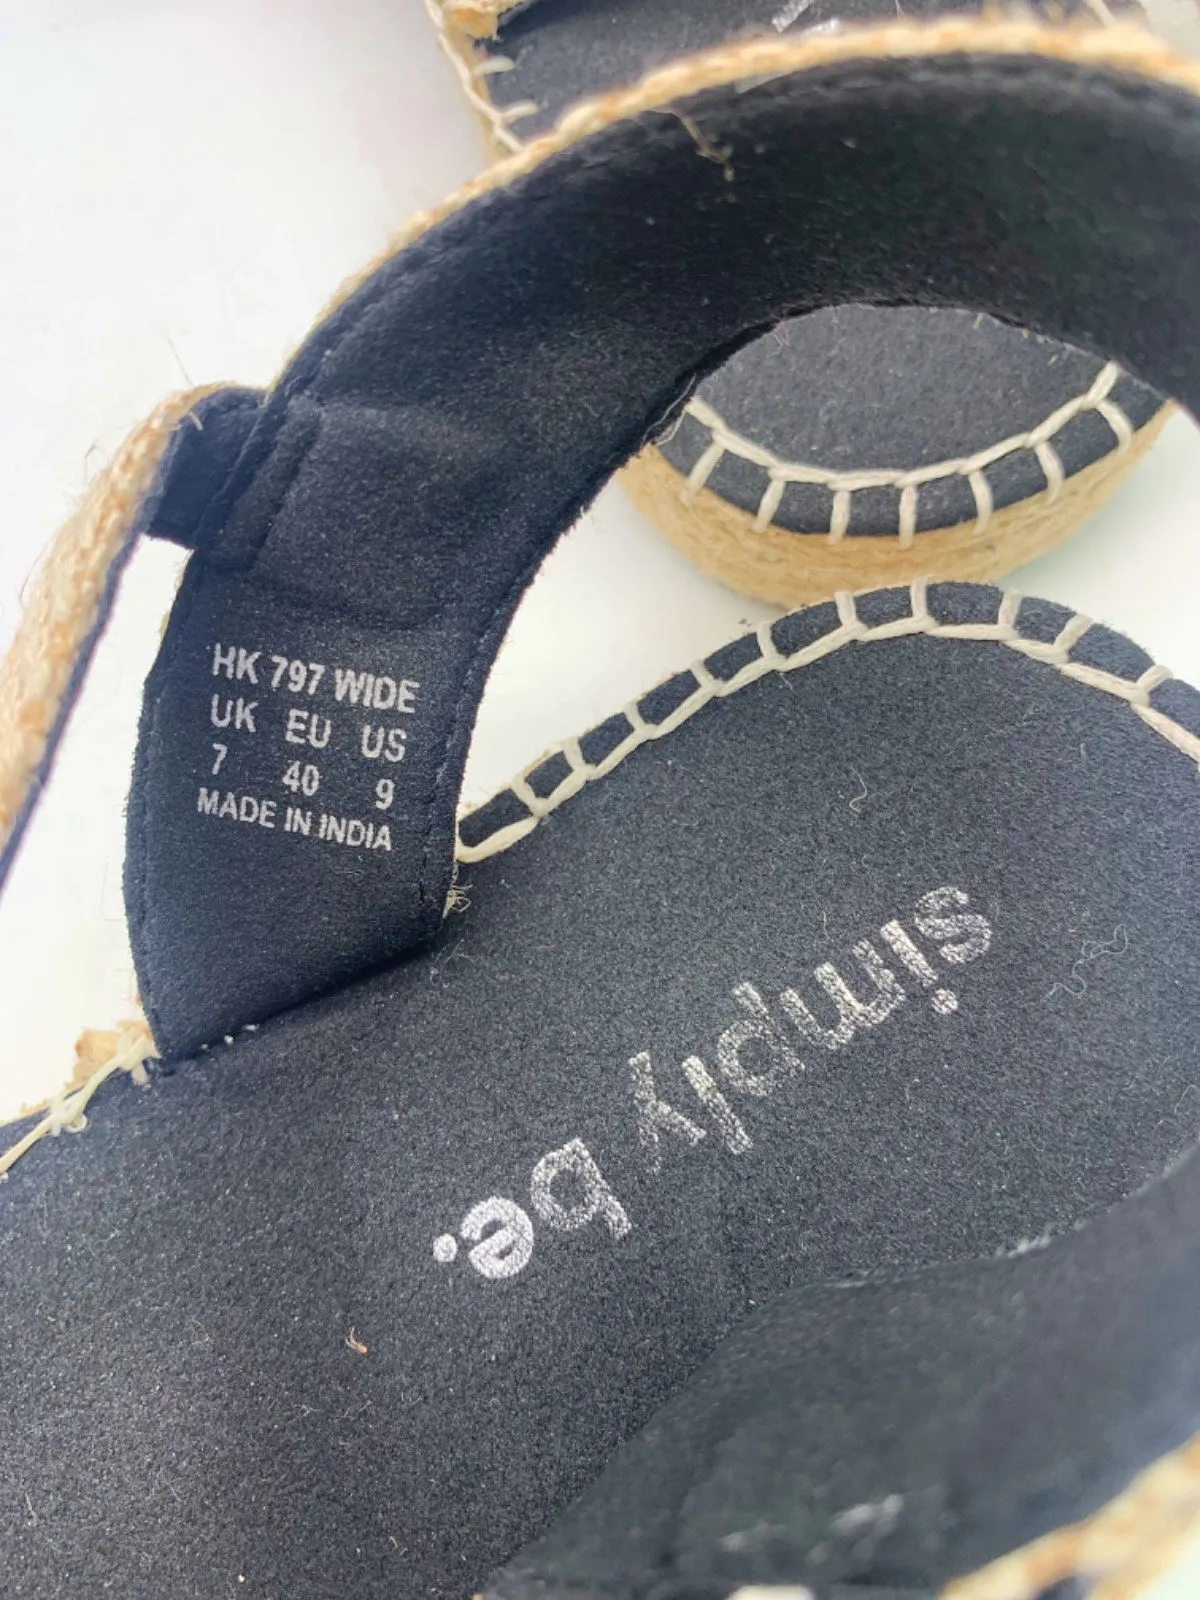 HK 797 WIDE
UK EU US
7 40 9
MADE IN INDIA
simply be.